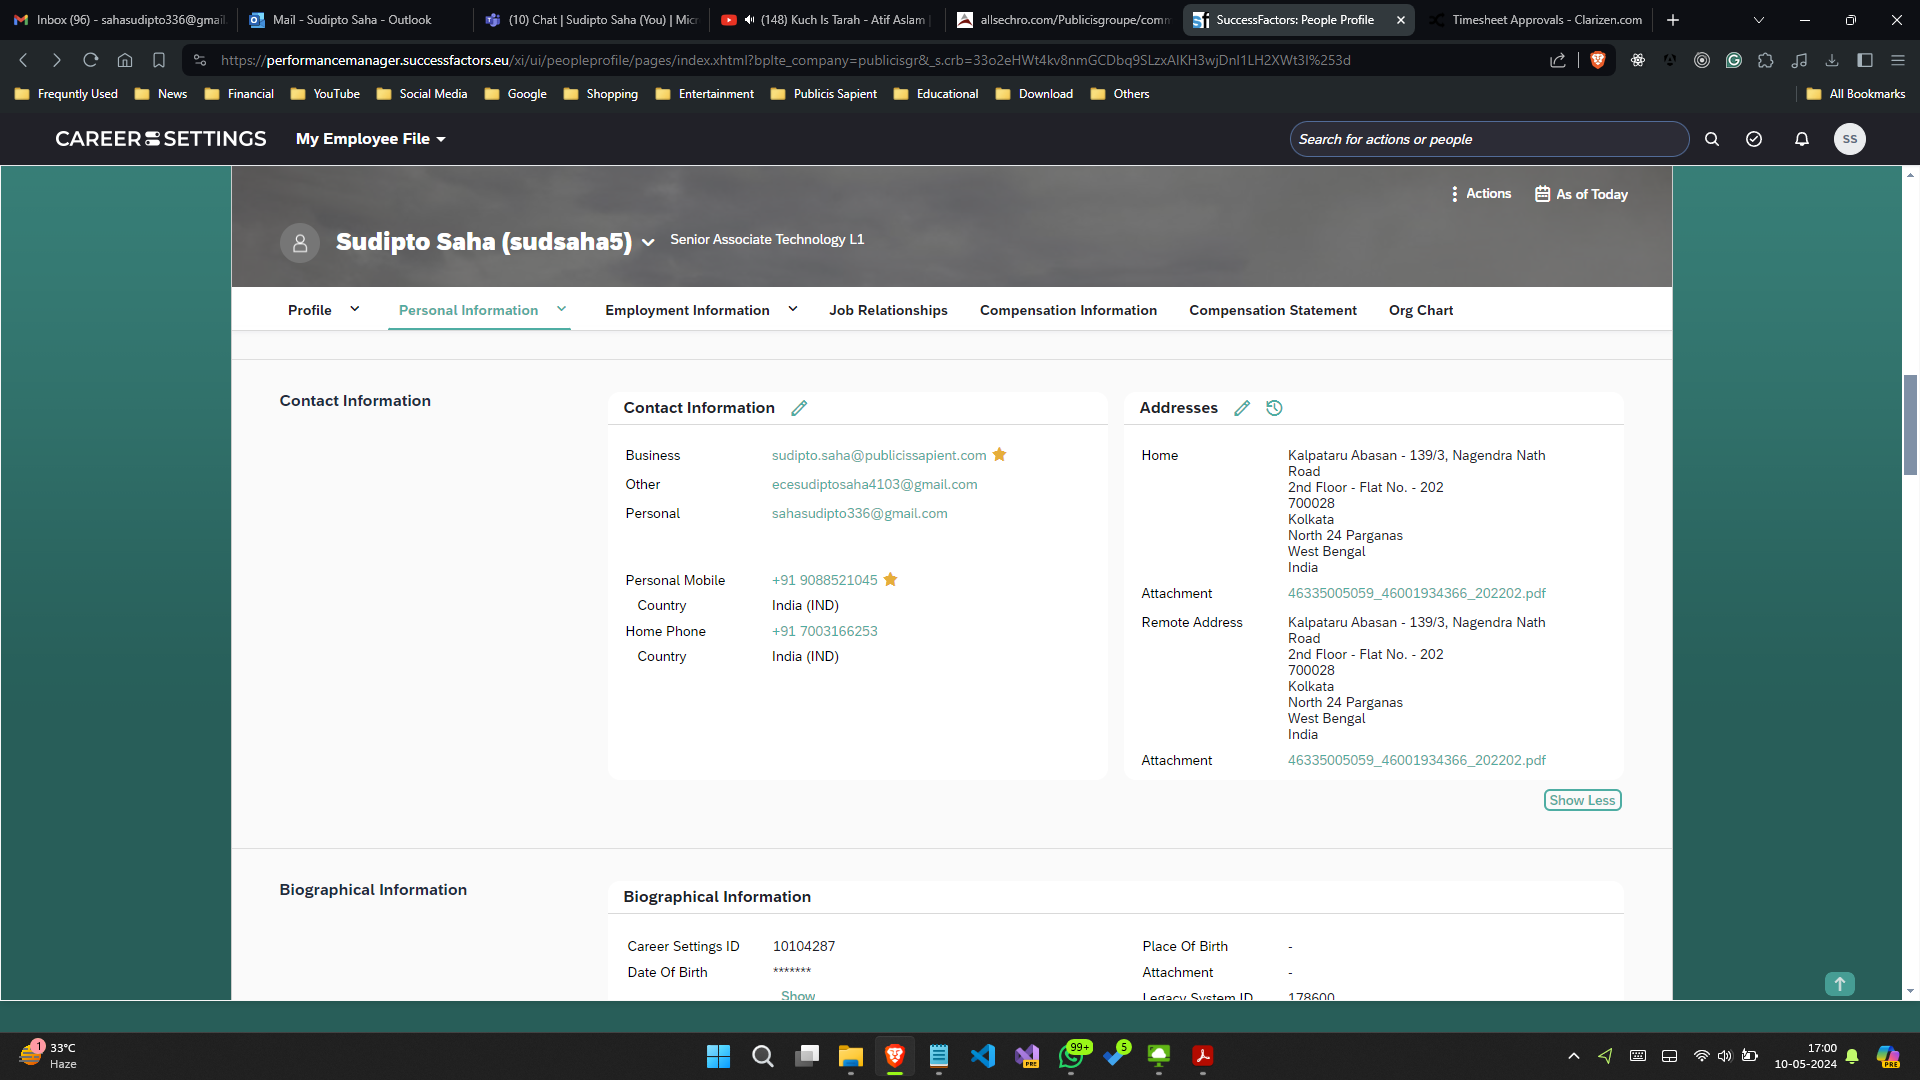 Inbox (96) - sahasudipto336@gmail.
Mail - Sudipto Saha - Outlook
(10) Chat | Sudipto Saha (You) | Micr
(148) Kuch Is Tarah - Atif Aslam |
allsechro.com/Publicisgroupe/comm
SuccessFactors: People Profile
Timesheet Approvals - Clarizen.com
https://performancemanager.successfactors.eu/xi/ui/peopleprofile/pages/index.xhtml?bplte_company=publicisgr&_s.crb=33o2eHWt4kv8nmGCDbq9SLzxAIKH3wjDnI1LH2XWt3I%253d
Frequntly Used
News
Financial
YouTube
Social Media
Google
Shopping
Entertainment
Publicis Sapient
Educational
Download
Others
All Bookmarks
CAREER SETTINGS
My Employee File
Search for actions or people
SS
Actions
As of Today
Sudipto Saha (sudsaha5)
Senior Associate Technology L1
Profile
Personal Information
Employment Information
Job Relationships
Compensation Information
Compensation Statement
Org Chart
Contact Information
Contact Information
Business
sudipto.saha@publicissapient.com
Other
ecesudiptosaha4103@gmail.com
Personal
sahasudipto336@gmail.com
Personal Mobile
+91 9088521045
Country
India (IND)
Home Phone
+91 7003166253
Country
India (IND)
Addresses
Home
Kalpataru Abasan - 139/3, Nagendra Nath
Road
2nd Floor - Flat No. - 202
700028
Kolkata
North 24 Parganas
West Bengal
India
Attachment
46335005059_46001934366_202202.pdf
Remote Address
Kalpataru Abasan - 139/3, Nagendra Nath
Road
2nd Floor - Flat No. - 202
700028
Kolkata
North 24 Parganas
West Bengal
India
Attachment
46335005059_46001934366_202202.pdf
Show Less
Biographical Information
Biographical Information
Career Settings ID
10104287
Date Of Birth
*******
Show
Place Of Birth
-
Attachment
-
Legacy System ID
178600
1
33°C
Haze
PRE
99+
5
17:00
10-05-2024
PRE